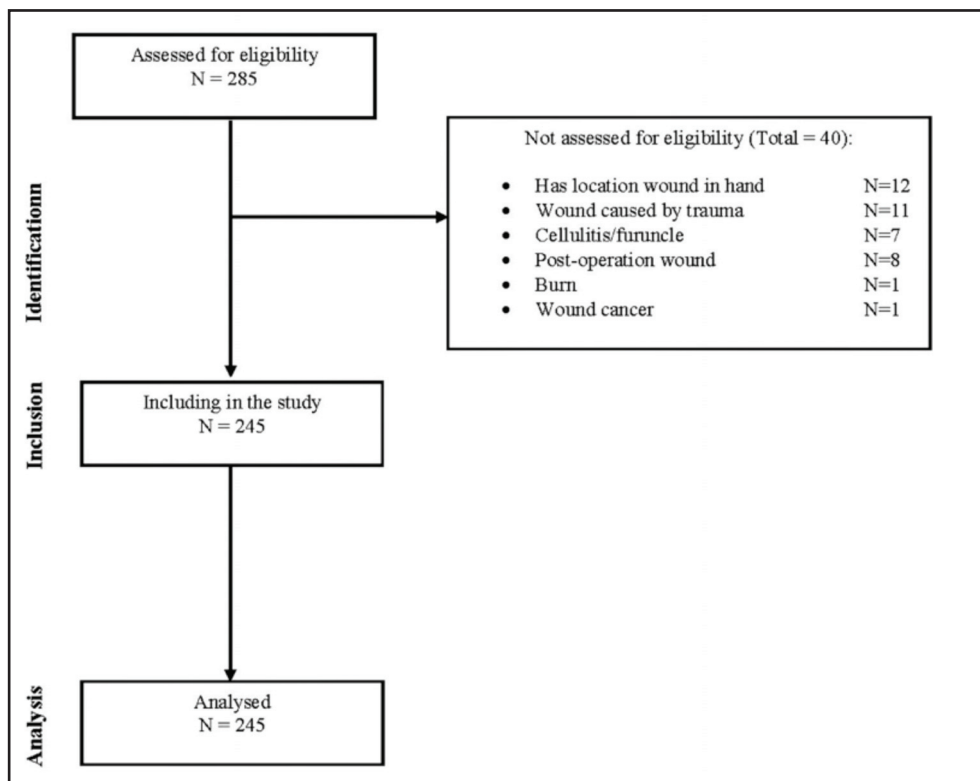 Assessed for eligibility
N = 285
Not assessed for eligibility (Total = 40):
• Has location wound in hand N=12
• Wound caused by trauma N=11
• Cellulitis/furuncle N=7
• Post-operation wound N=8
• Burn N=1
• Wound cancer N=1
Identificationn
Including in the study
N = 245
Inclusion
Analysed
N = 245
Analysis